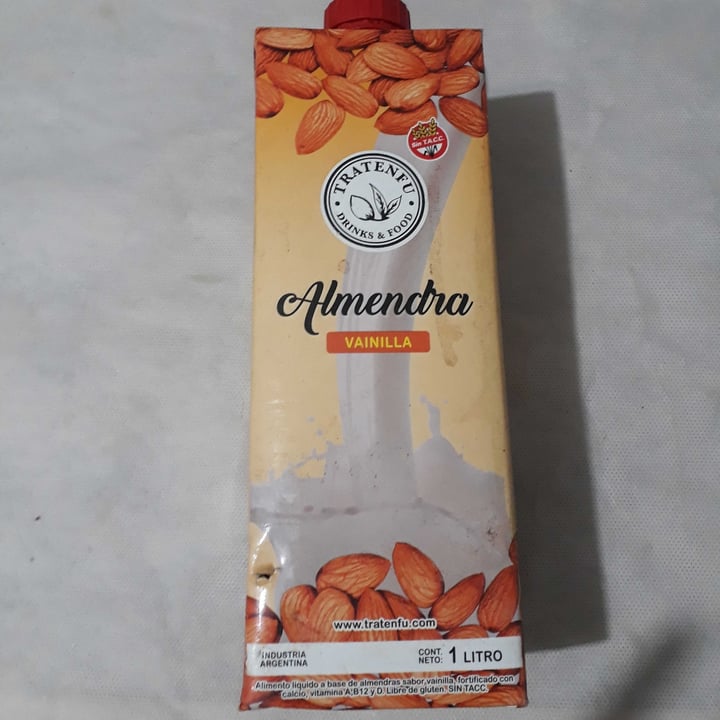 Sin T.A.C.C.
TRATENFU
DRINKS & FOOD
Almendra
VAINILLA
www.tratenfu.com
INDUSTRIA
ARGENTINA
CONT.
NETO: 1 LITRO
Alimento líquido a base de almendras sabor vainilla, fortificado con
calcio, vitamina A,B12 y D. Libre de gluten. SIN TACC.